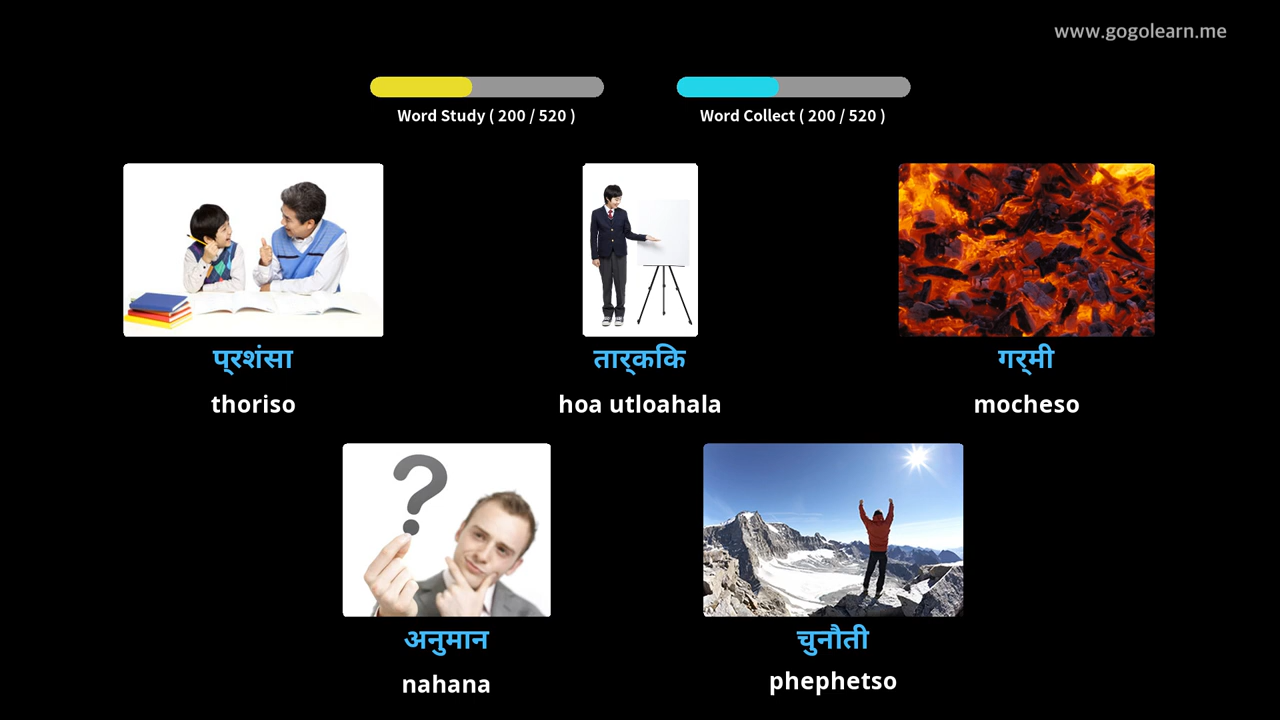 www.gogolearn.me
Word Study ( 200 / 520 )
Word Collect ( 200 / 520 )
प्‌रशंसा
तार्‌ककि
गर्‌मी
thoriso
hoa utloahala
mocheso
?
अनुमान
चुनौती
nahana
phephetso